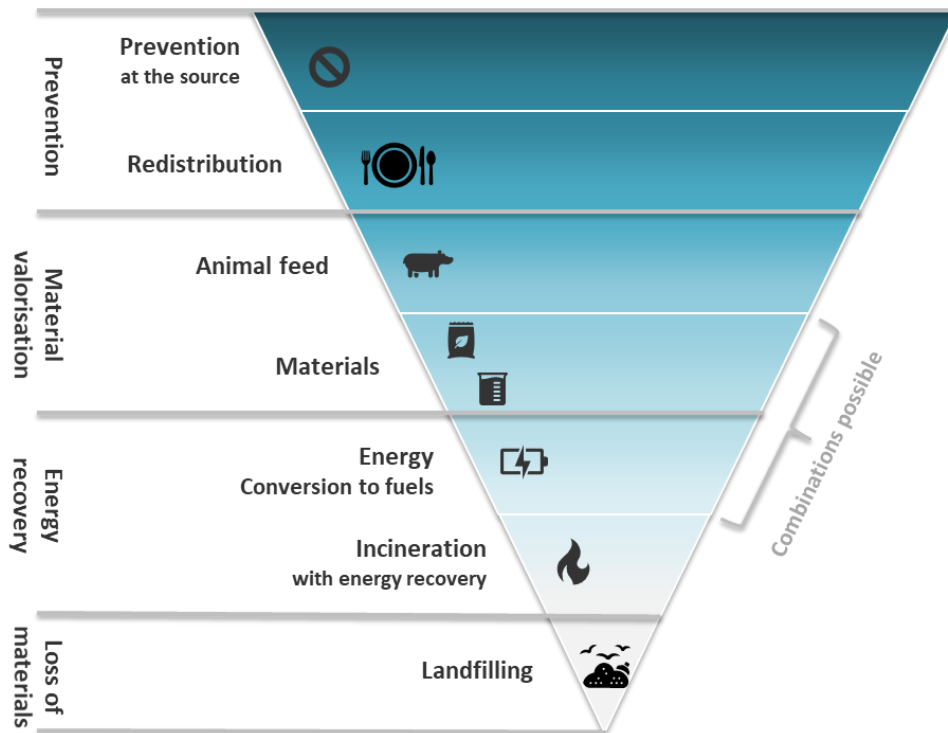 Prevention
Prevention
at the source
Redistribution
Material
valorisation
Animal feed
Materials
Combinations possible
Energy
recovery
Energy
Conversion to fuels
Incineration
with energy recovery
Loss of
materials
Landfilling